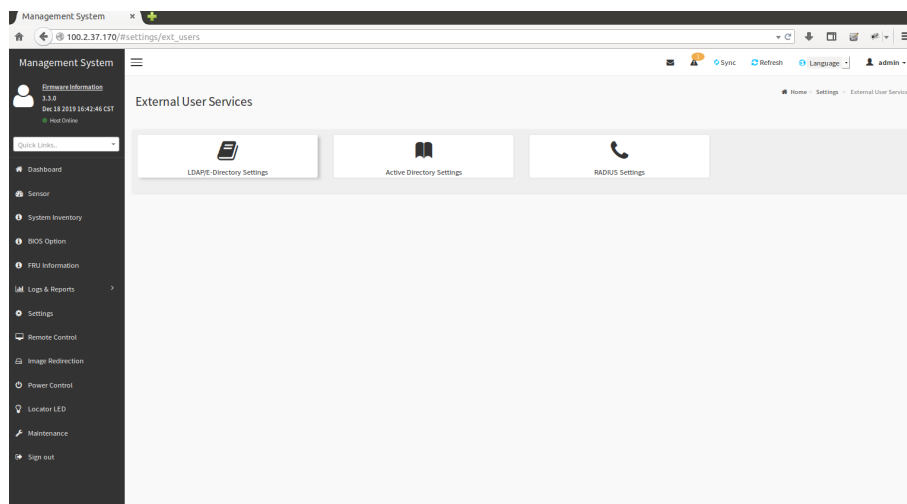 Management System
100.2.37.170/#settings/ext_users
Management System
Sync
Refresh
Language
admin
Firmware Information
3.3.0
Dec 18 2019 16:42:46 CST
Host Online
External User Services
Home - Settings - External User Service
Quick Links..
LDAP/E-Directory Settings
Active Directory Settings
RADIUS Settings
Dashboard
Sensor
System Inventory
BIOS Option
FRU Information
Logs & Reports
Settings
Remote Control
Image Redirection
Power Control
Locator LED
Maintenance
Sign out